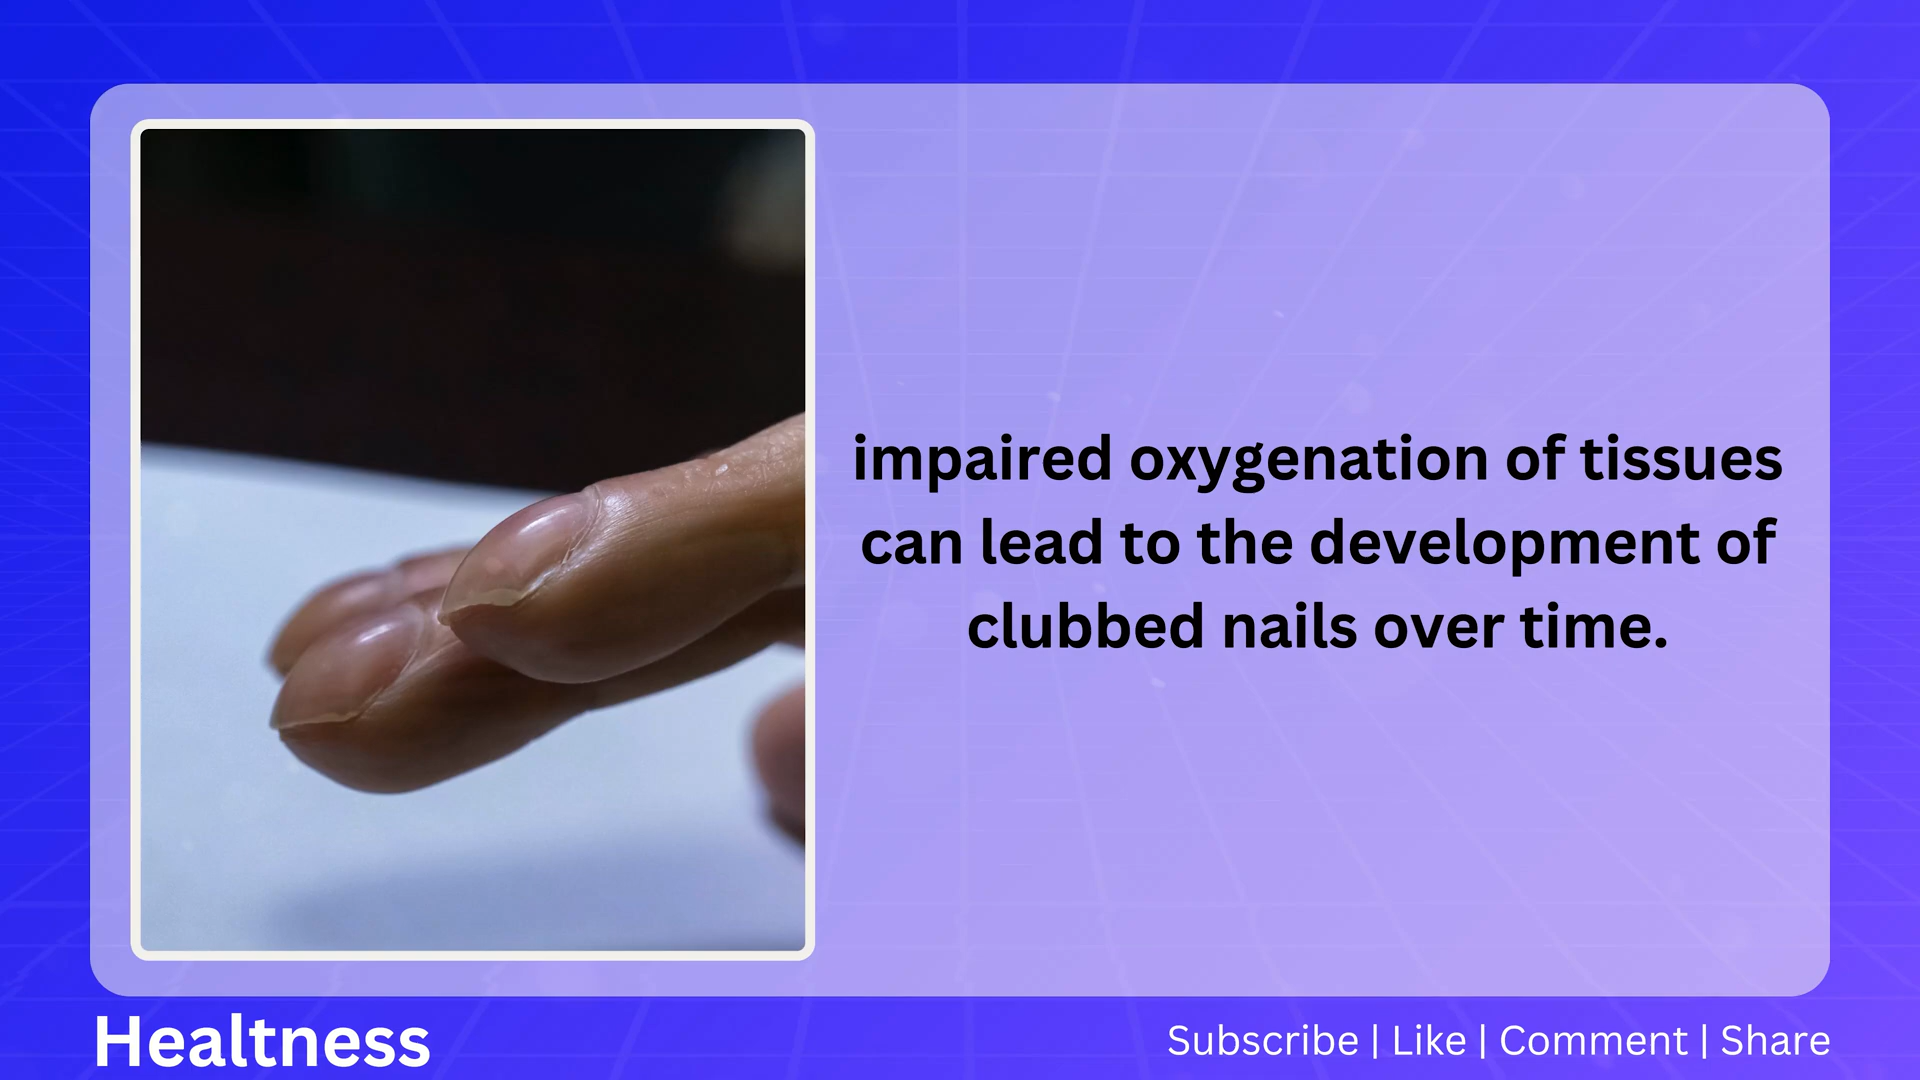 impaired oxygenation of tissues
can lead to the development of
clubbed nails over time.
Healtness
Subscribe | Like | Comment | Share